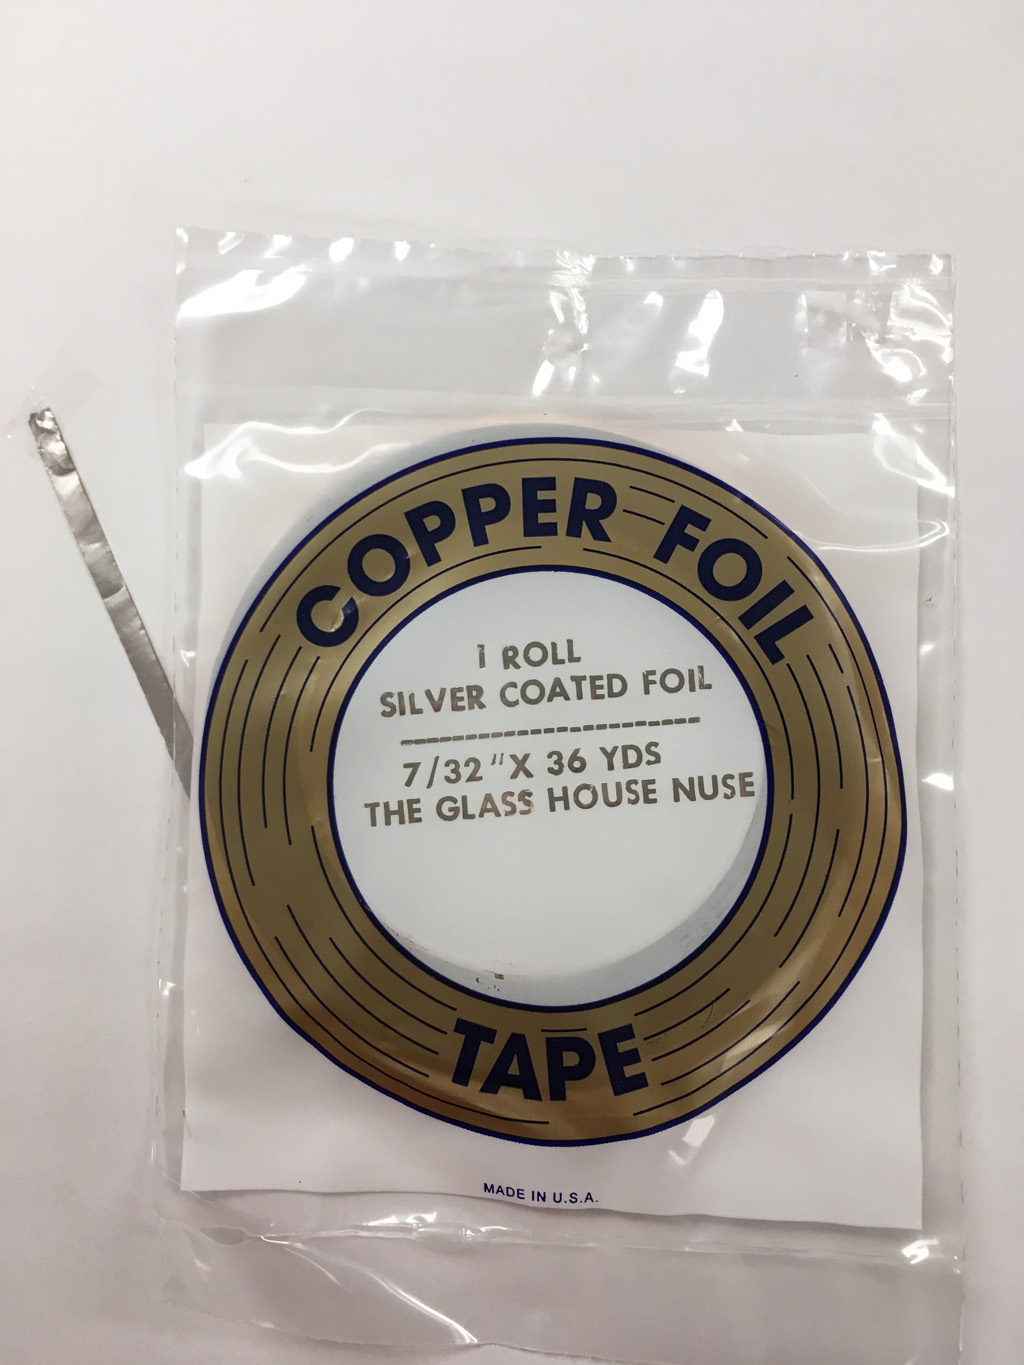 COPPER FOIL
1 ROLL
SILVER COATED FOIL
--------------------
7/32" X 36 YDS
THE GLASS HOUSE NUSE
TAPE
MADE IN U.S.A.